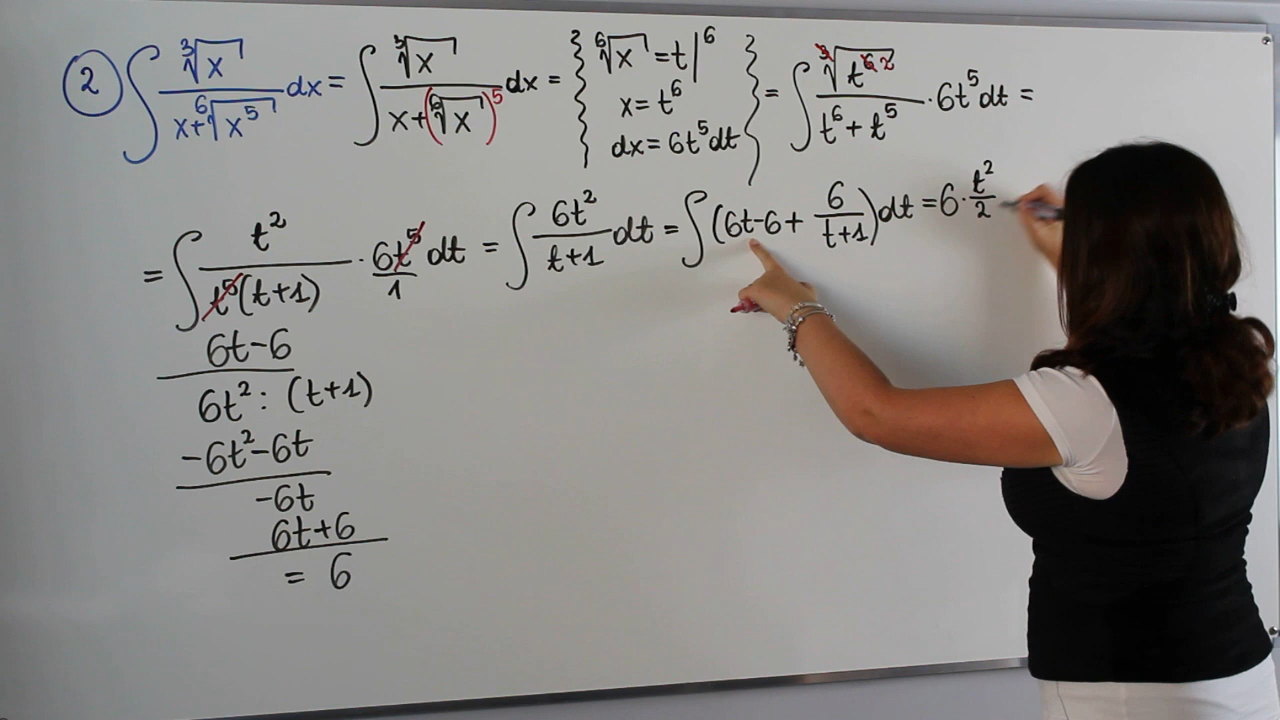 ② ∫ ∛x / (x+⁶√x⁵) dx = ∫ ∛x / (x+(⁶√x)⁵) dx = { ⁶√x = t |⁶ x = t⁶ dx = 6t⁵dt } = ∫ ∛t⁶ ² / (t⁶+t⁵) · 6t⁵dt =
= ∫ t² / (t⁵(t+1)) · 6t⁵/1 dt = ∫ 6t²/(t+1) dt = ∫ (6t-6+ 6/(t+1)) dt = 6 · t²/2
6t-6
6t² : (t+1)
-6t²-6t
-6t
6t+6
= 6